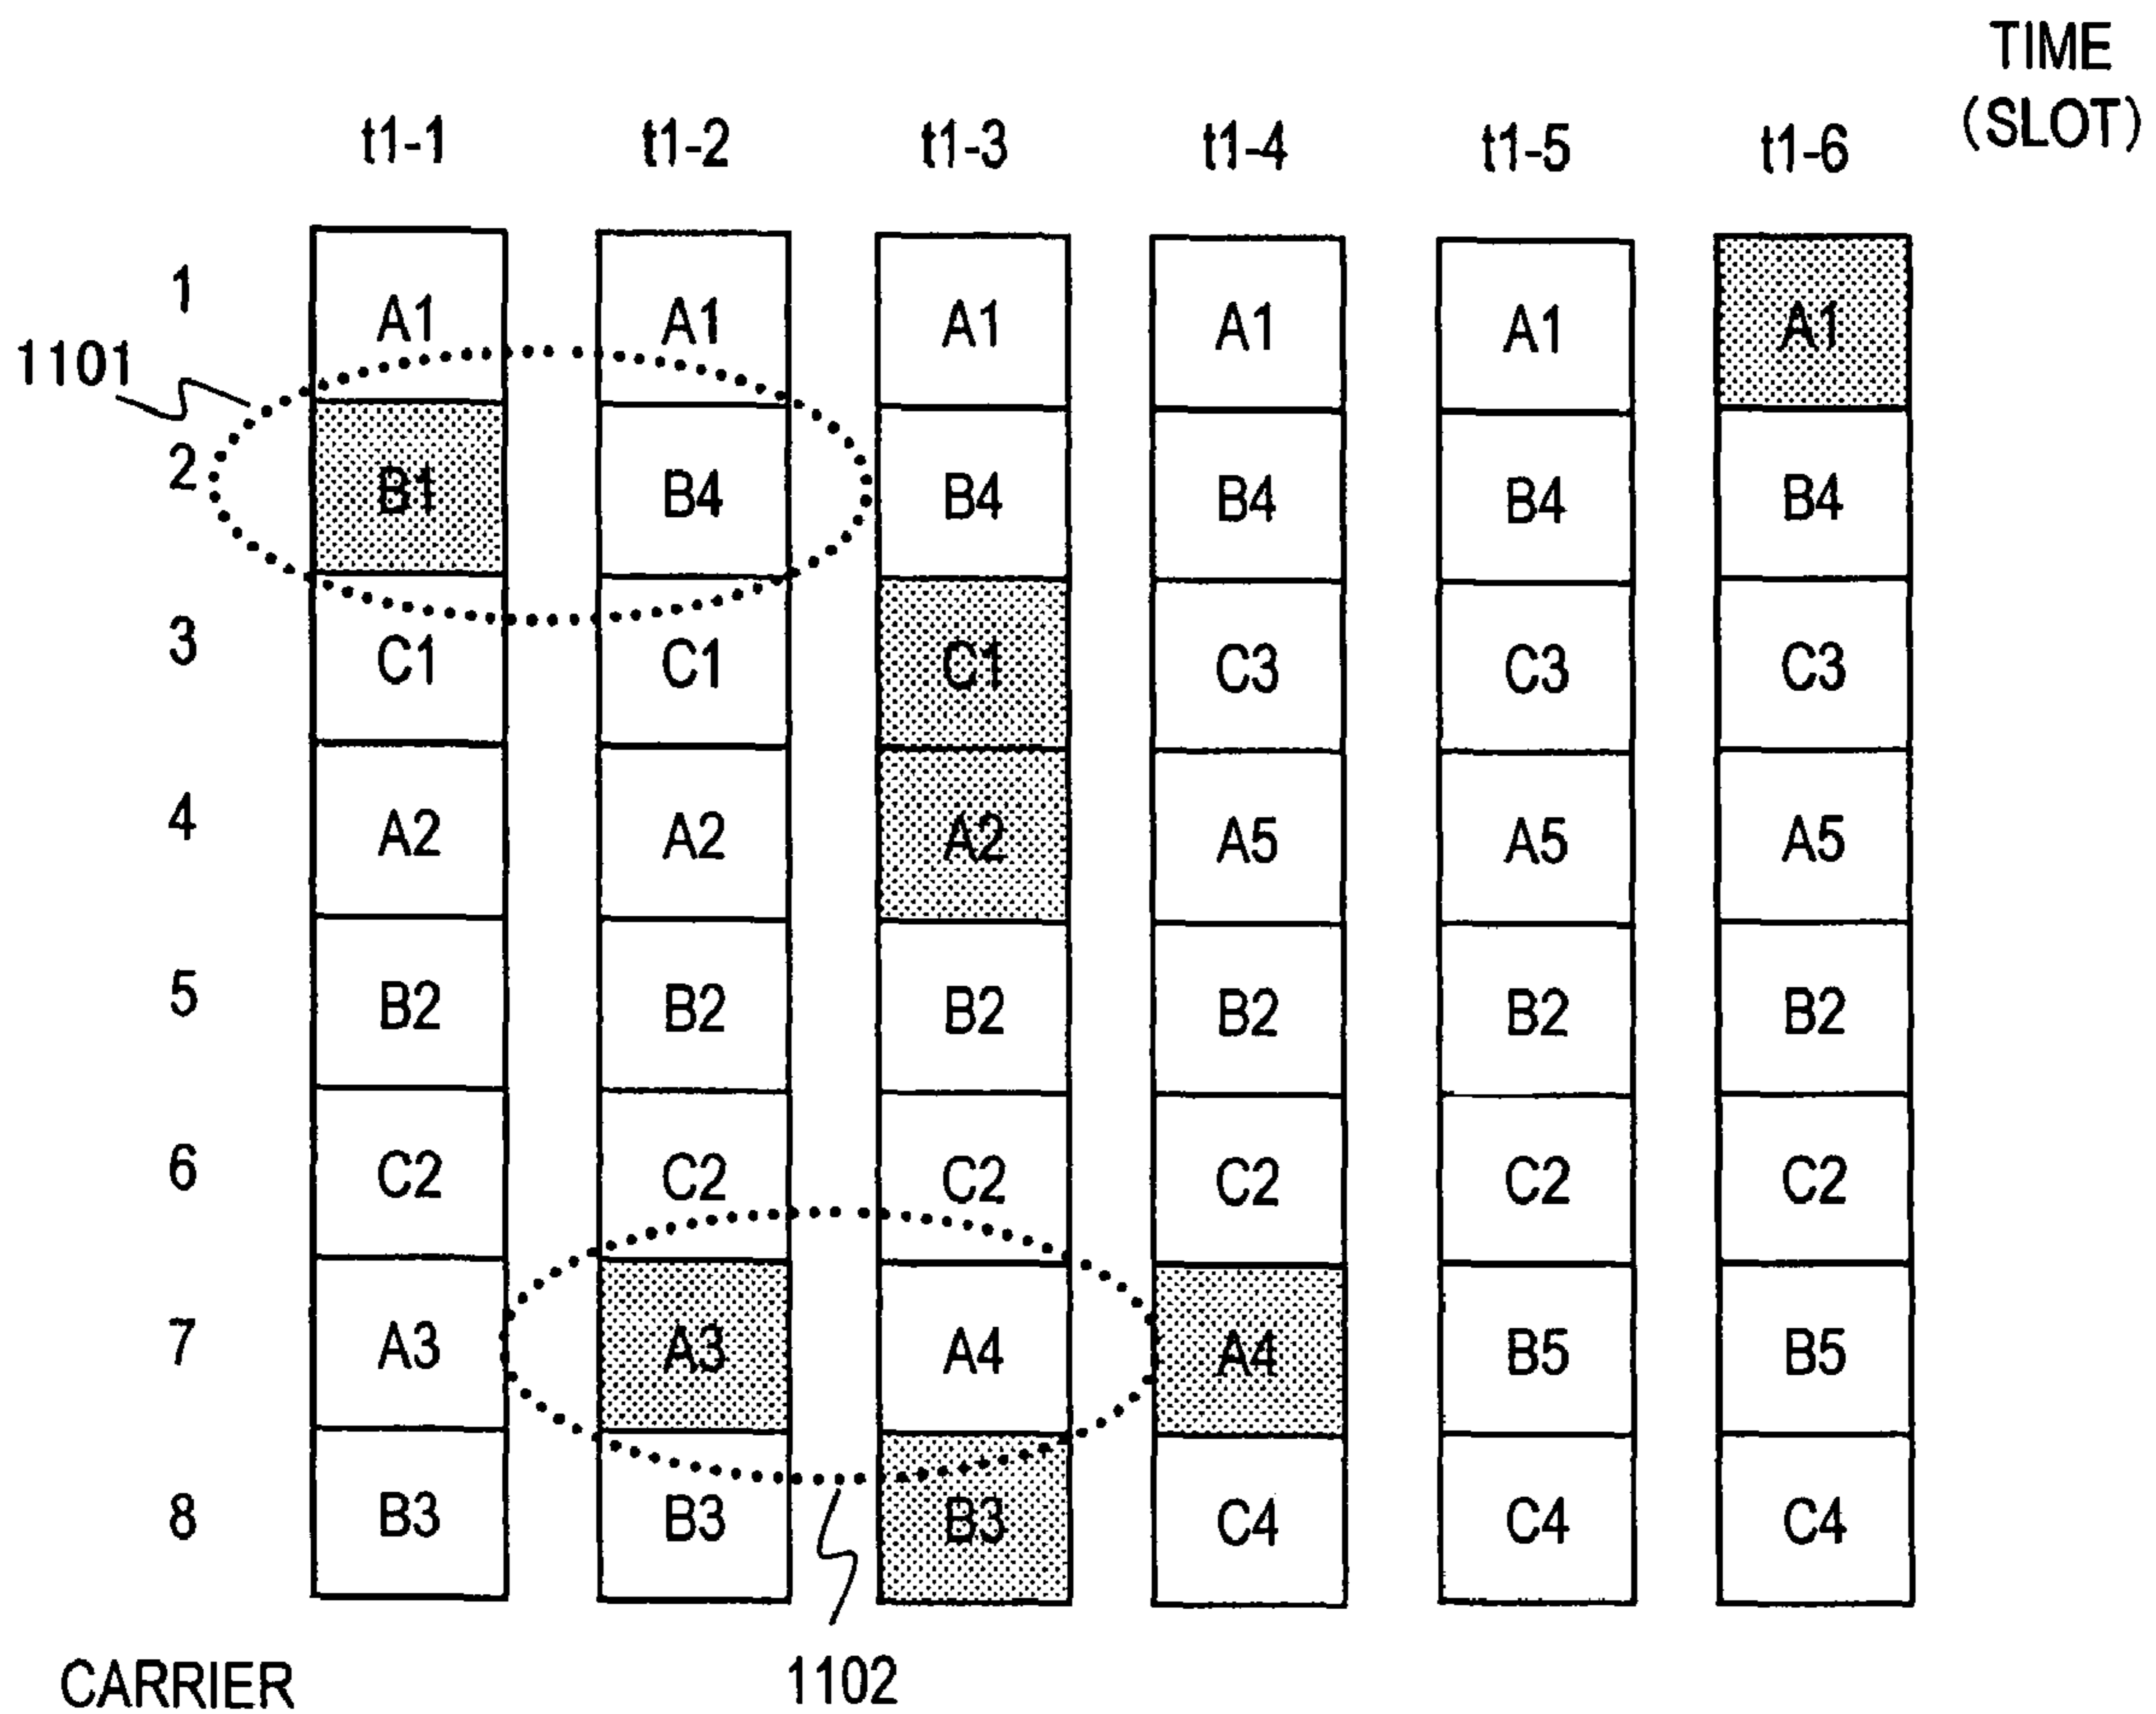 TIME
(SLOT)
t1-1 t1-2 t1-3 t1-4 t1-5 t1-6
1 A1 A1 A1 A1 A1 A1
1101
2 B1 B4 B4 B4 B4 B4
3 C1 C1 C1 C3 C3 C3
4 A2 A2 A2 A5 A5 A5
5 B2 B2 B2 B2 B2 B2
6 C2 C2 C2 C2 C2 C2
7 A3 A3 A4 A4 B5 B5
8 B3 B3 B3 C4 C4 C4
CARRIER 1102